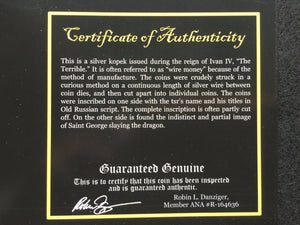 Certificate of Authenticity
This is a silver kopek issued during the reign of Ivan IV, "The
Terrible." It is often referred to as "wire money" because of the
method of manufacture. The coins were crudely struck in a
curious method on a continuous length of silver wire between
coin dies, and then cut apart into individual coins. The coins
were inscribed on one side with the tsr's name and his titles in
Old Russian script. The complete inscription is often partly cut
off. On the other side is found the indistinct and partial image
of Saint George slaying the dragon.
Guaranteed Genuine
This is to certify that this coin has been inspected
and is guaranteed authentic.
Robin L. Danziger,
Member ANA #R-164636